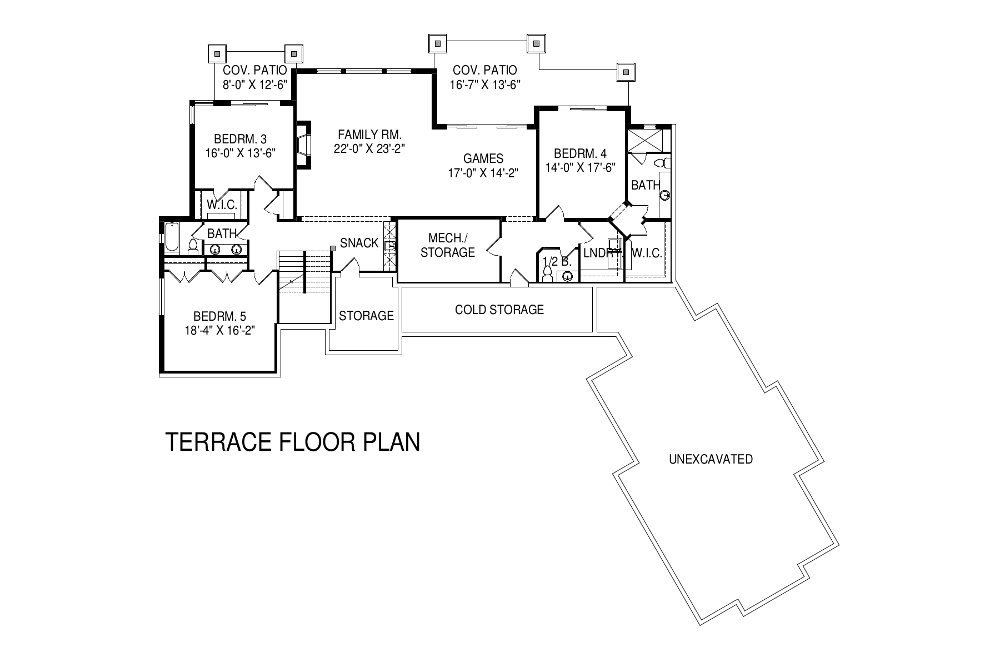 COV. PATIO
8'-0" X 12'-6"
COV. PATIO
16'-7" X 13'-6"
BEDRM. 3
16'-0" X 13'-6"
FAMILY RM.
22'-0" X 23'-2"
GAMES
17'-0" X 14'-2"
BEDRM. 4
14'-0" X 17'-6"
BATH
W.I.C.
BATH
SNACK
MECH./
STORAGE
1/2 B.
LNDRY.
W.I.C.
BEDRM. 5
18'-4" X 16'-2"
STORAGE
COLD STORAGE
TERRACE FLOOR PLAN
UNEXCAVATED